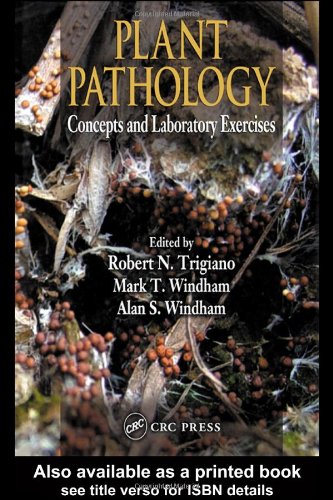 PLANT
PATHOLOGY
Concepts and Laboratory Exercises
Edited by
Robert N. Trigiano
Mark T. Windham
Alan S. Windham
CRC
CRC PRESS
Also available as a printed book
see title verso for ISBN details